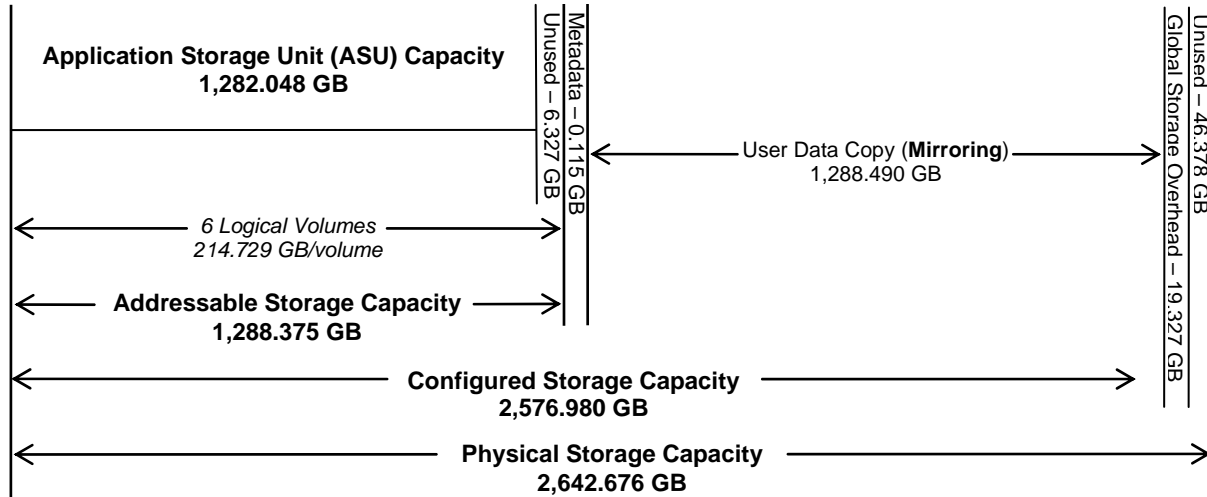 Application Storage Unit (ASU) Capacity
1,282.048 GB
Unused – 6.327 GB
Metadata – 0.115 GB
User Data Copy (Mirroring)
1,288.490 GB
Global Storage Overhead – 19.327 GB
Unused – 46.378 GB
6 Logical Volumes
214.729 GB/volume
Addressable Storage Capacity
1,288.375 GB
Configured Storage Capacity
2,576.980 GB
Physical Storage Capacity
2,642.676 GB